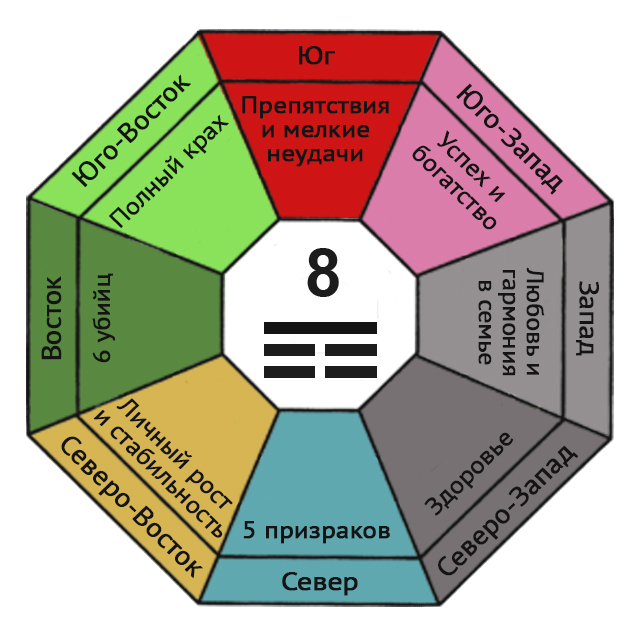 Юг
Препятствия
и мелкие
неудачи
Юго-Запад
Успех и
богатство
Запад
Любовь и
гармония
в семье
Северо-Запад
Здоровье
Север
5 призраков
Северо-Восток
Личный рост
и стабильность
Восток
6 убийц
Юго-Восток
Полный крах
8